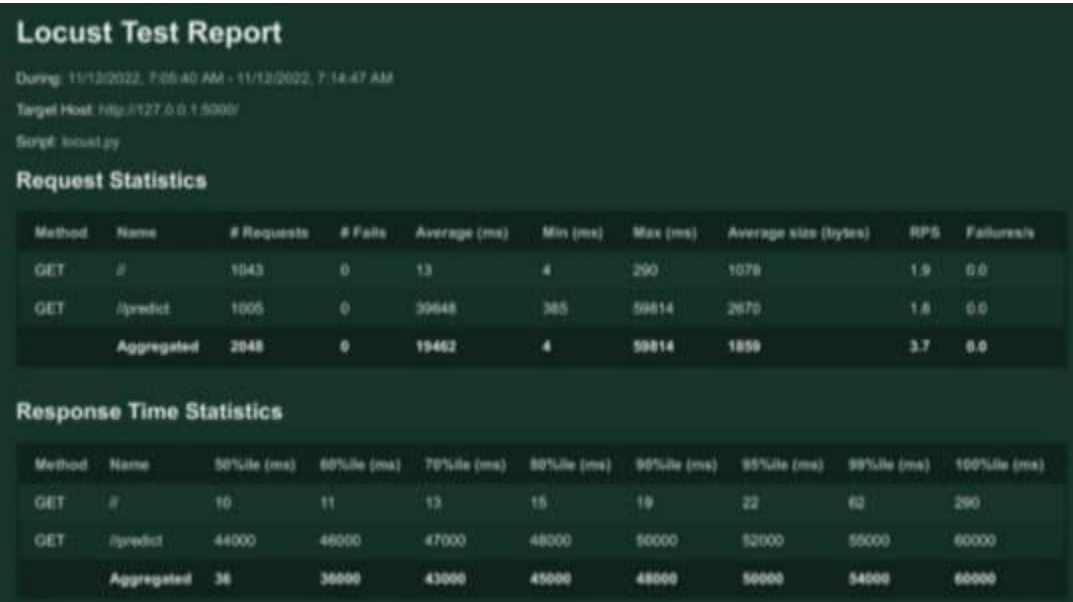 Locust Test Report
During: 11/12/2022, 7:05:40 AM - 11/12/2022, 7:14:47 AM
Target Host: http://127.0.0.1:5000/
Script: locust.py
Request Statistics
Method Name # Requests # Fails Average (ms) Min (ms) Max (ms) Average size (bytes) RPS Failures/s
GET // 1043 0 13 4 290 1079 1.9 0.0
GET //predict 1005 0 39648 385 59814 2670 1.8 0.0
Aggregated 2048 0 19462 4 59814 1859 3.7 0.0
Response Time Statistics
Method Name 50%ile (ms) 60%ile (ms) 70%ile (ms) 80%ile (ms) 90%ile (ms) 95%ile (ms) 99%ile (ms) 100%ile (ms)
GET // 10 11 13 15 19 22 62 290
GET //predict 44000 46000 47000 48000 50000 52000 55000 60000
Aggregated 36 36000 43000 45000 48000 50000 54000 60000